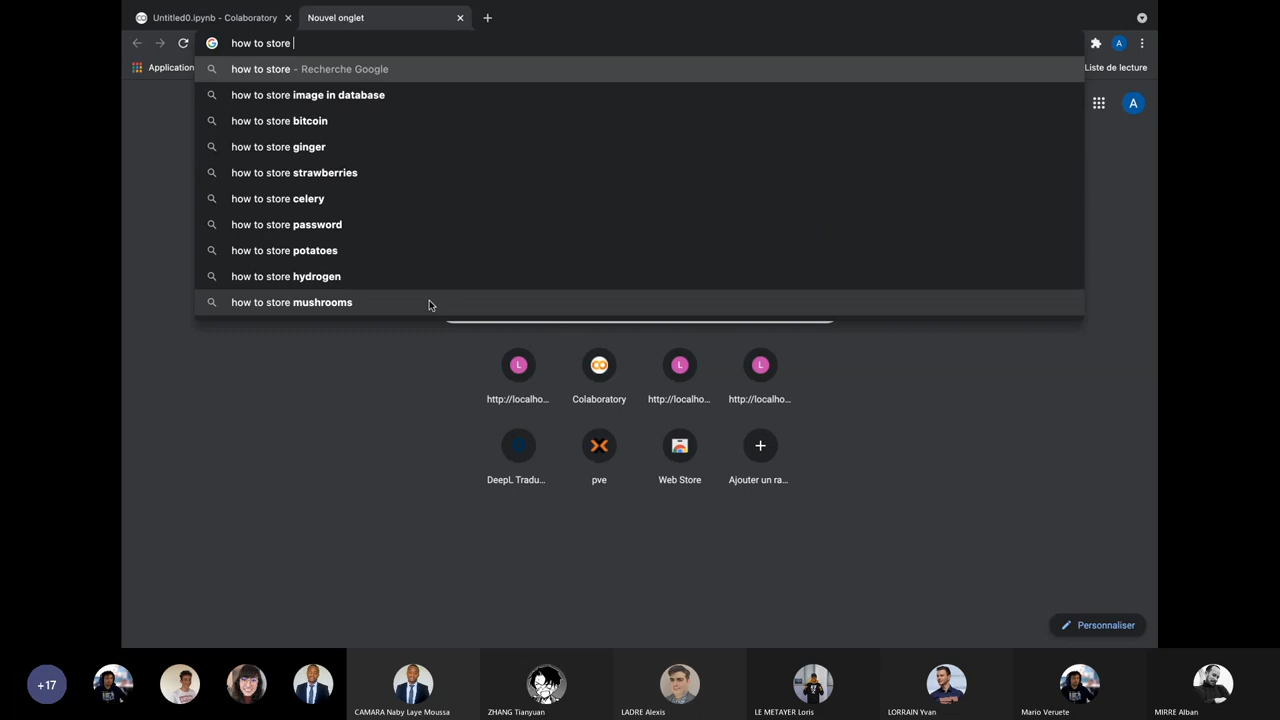 Untitled0.ipynb - Colaboratory
Nouvel onglet
how to store
A
Application
Liste de lecture
how to store - Recherche Google
how to store image in database
how to store bitcoin
how to store ginger
how to store strawberries
how to store celery
how to store password
how to store potatoes
how to store hydrogen
how to store mushrooms
A
L
L
L
http://localho...
Colaboratory
http://localho...
http://localho...
DeepL Tradu...
pve
Web Store
Ajouter un ra...
Personnaliser
+17
CAMARA Naby Laye Moussa
ZHANG Tianyuan
LADRE Alexis
LE METAYER Loris
LORRAIN Yvan
Mario Veruete
MIRRE Alban